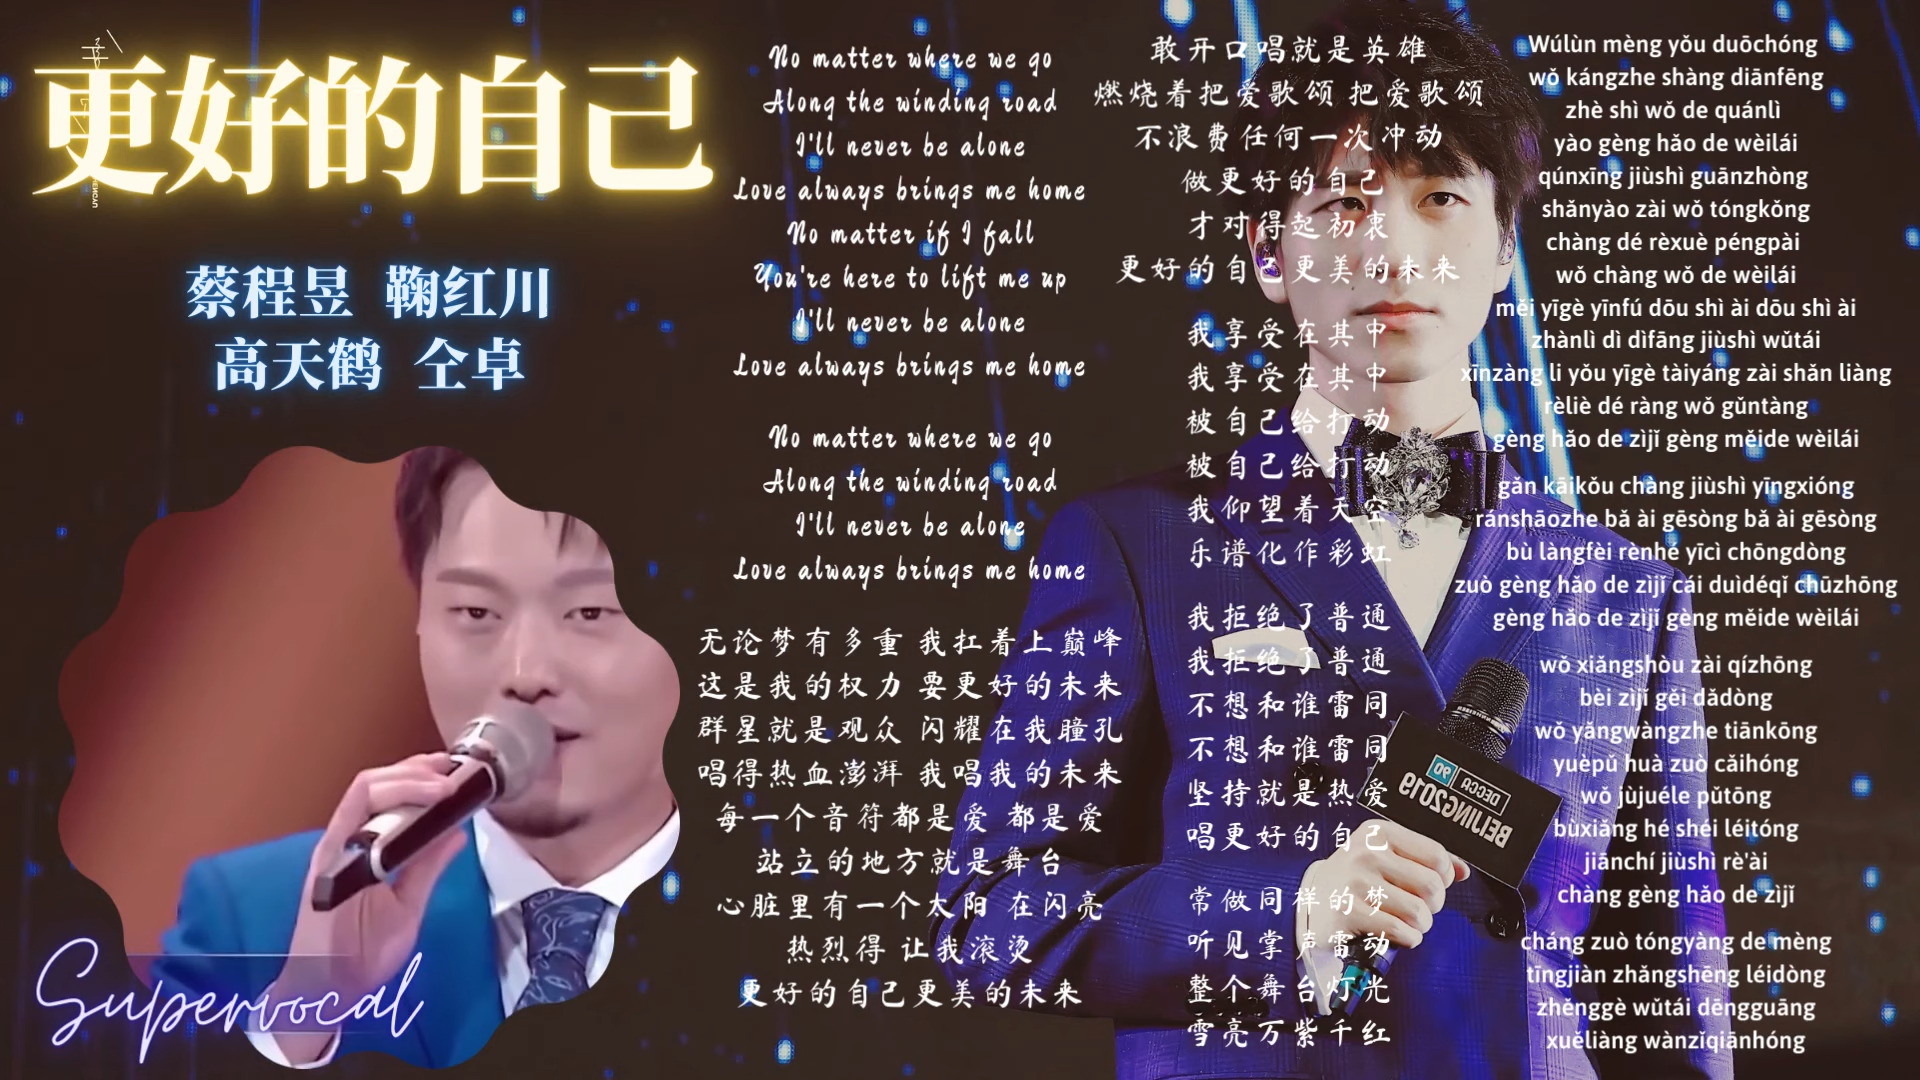 更好的自己
蔡程昱 鞠红川
高天鹤 仝卓
Supervocal
No matter where we go
Along the winding road
I'll never be alone
Love always brings me home
No matter if I fall
You're here to lift me up
I'll never be alone
Love always brings me home
No matter where we go
Along the winding road
I'll never be alone
Love always brings me home
无论梦有多重 我扛着上巅峰
这是我的权力 要更好的未来
群星就是观众 闪耀在我瞳孔
唱得热血澎湃 我唱我的未来
每一个音符都是爱 都是爱
站立的地方就是舞台
心脏里有一个太阳 在闪亮
热烈得 让我滚烫
更好的自己更美的未来
敢开口唱就是英雄
燃烧着把爱歌颂 把爱歌颂
不浪费任何一次冲动
做更好的自己
才对得起初衷
更好的自己更美的未来
我享受在其中
我享受在其中
被自己给打动
被自己给打动
我仰望着天空
乐谱化作彩虹
我拒绝了普通
我拒绝了普通
不想和谁雷同
不想和谁雷同
坚持就是热爱
唱更好的自己
常做同样的梦
听见掌声雷动
整个舞台灯光
雪亮万紫千红
Wúlùn mèng yǒu duōchóng
wǒ kángzhe shàng diānfēng
zhè shì wǒ de quánlì
yào gèng hǎo de wèilái
qúnxīng jiùshì guānzhòng
shǎnyào zài wǒ tóngkǒng
chàng dé rèxuè péngpài
wǒ chàng wǒ de wèilái
měi yīgè yīnfú dōu shì ài dōu shì ài
zhànlì dì dìfāng jiùshì wǔtái
xīnzàng li yǒu yīgè tàiyáng zài shǎn liàng
rèliè dé ràng wǒ gǔntàng
gèng hǎo de zìjǐ gèng měide wèilái
gǎn kāikǒu chàng jiùshì yīngxióng
ránshāozhe bǎ ài gēsòng bǎ ài gēsòng
bù làngfèi rènhé yīcì chōngdòng
zuò gèng hǎo de zìjǐ cái duìdéqǐ chūzhōng
gèng hǎo de zìjǐ gèng měide wèilái
wǒ xiǎngshòu zài qízhōng
bèi zìjǐ gěi dǎdòng
wǒ yǎngwàngzhe tiānkōng
yuèpǔ huà zuò cǎihóng
wǒ jùjuéle pǔtōng
bùxiǎng hé shéi léitóng
jiānchí jiùshì rè'ài
chàng gèng hǎo de zìjǐ
cháng zuò tóngyàng de mèng
tīngjiàn zhǎngshēng léidòng
zhěnggè wǔtái dēngguāng
xuěliàng wànzǐqiānhóng
DECCA 90
BEIJING2019